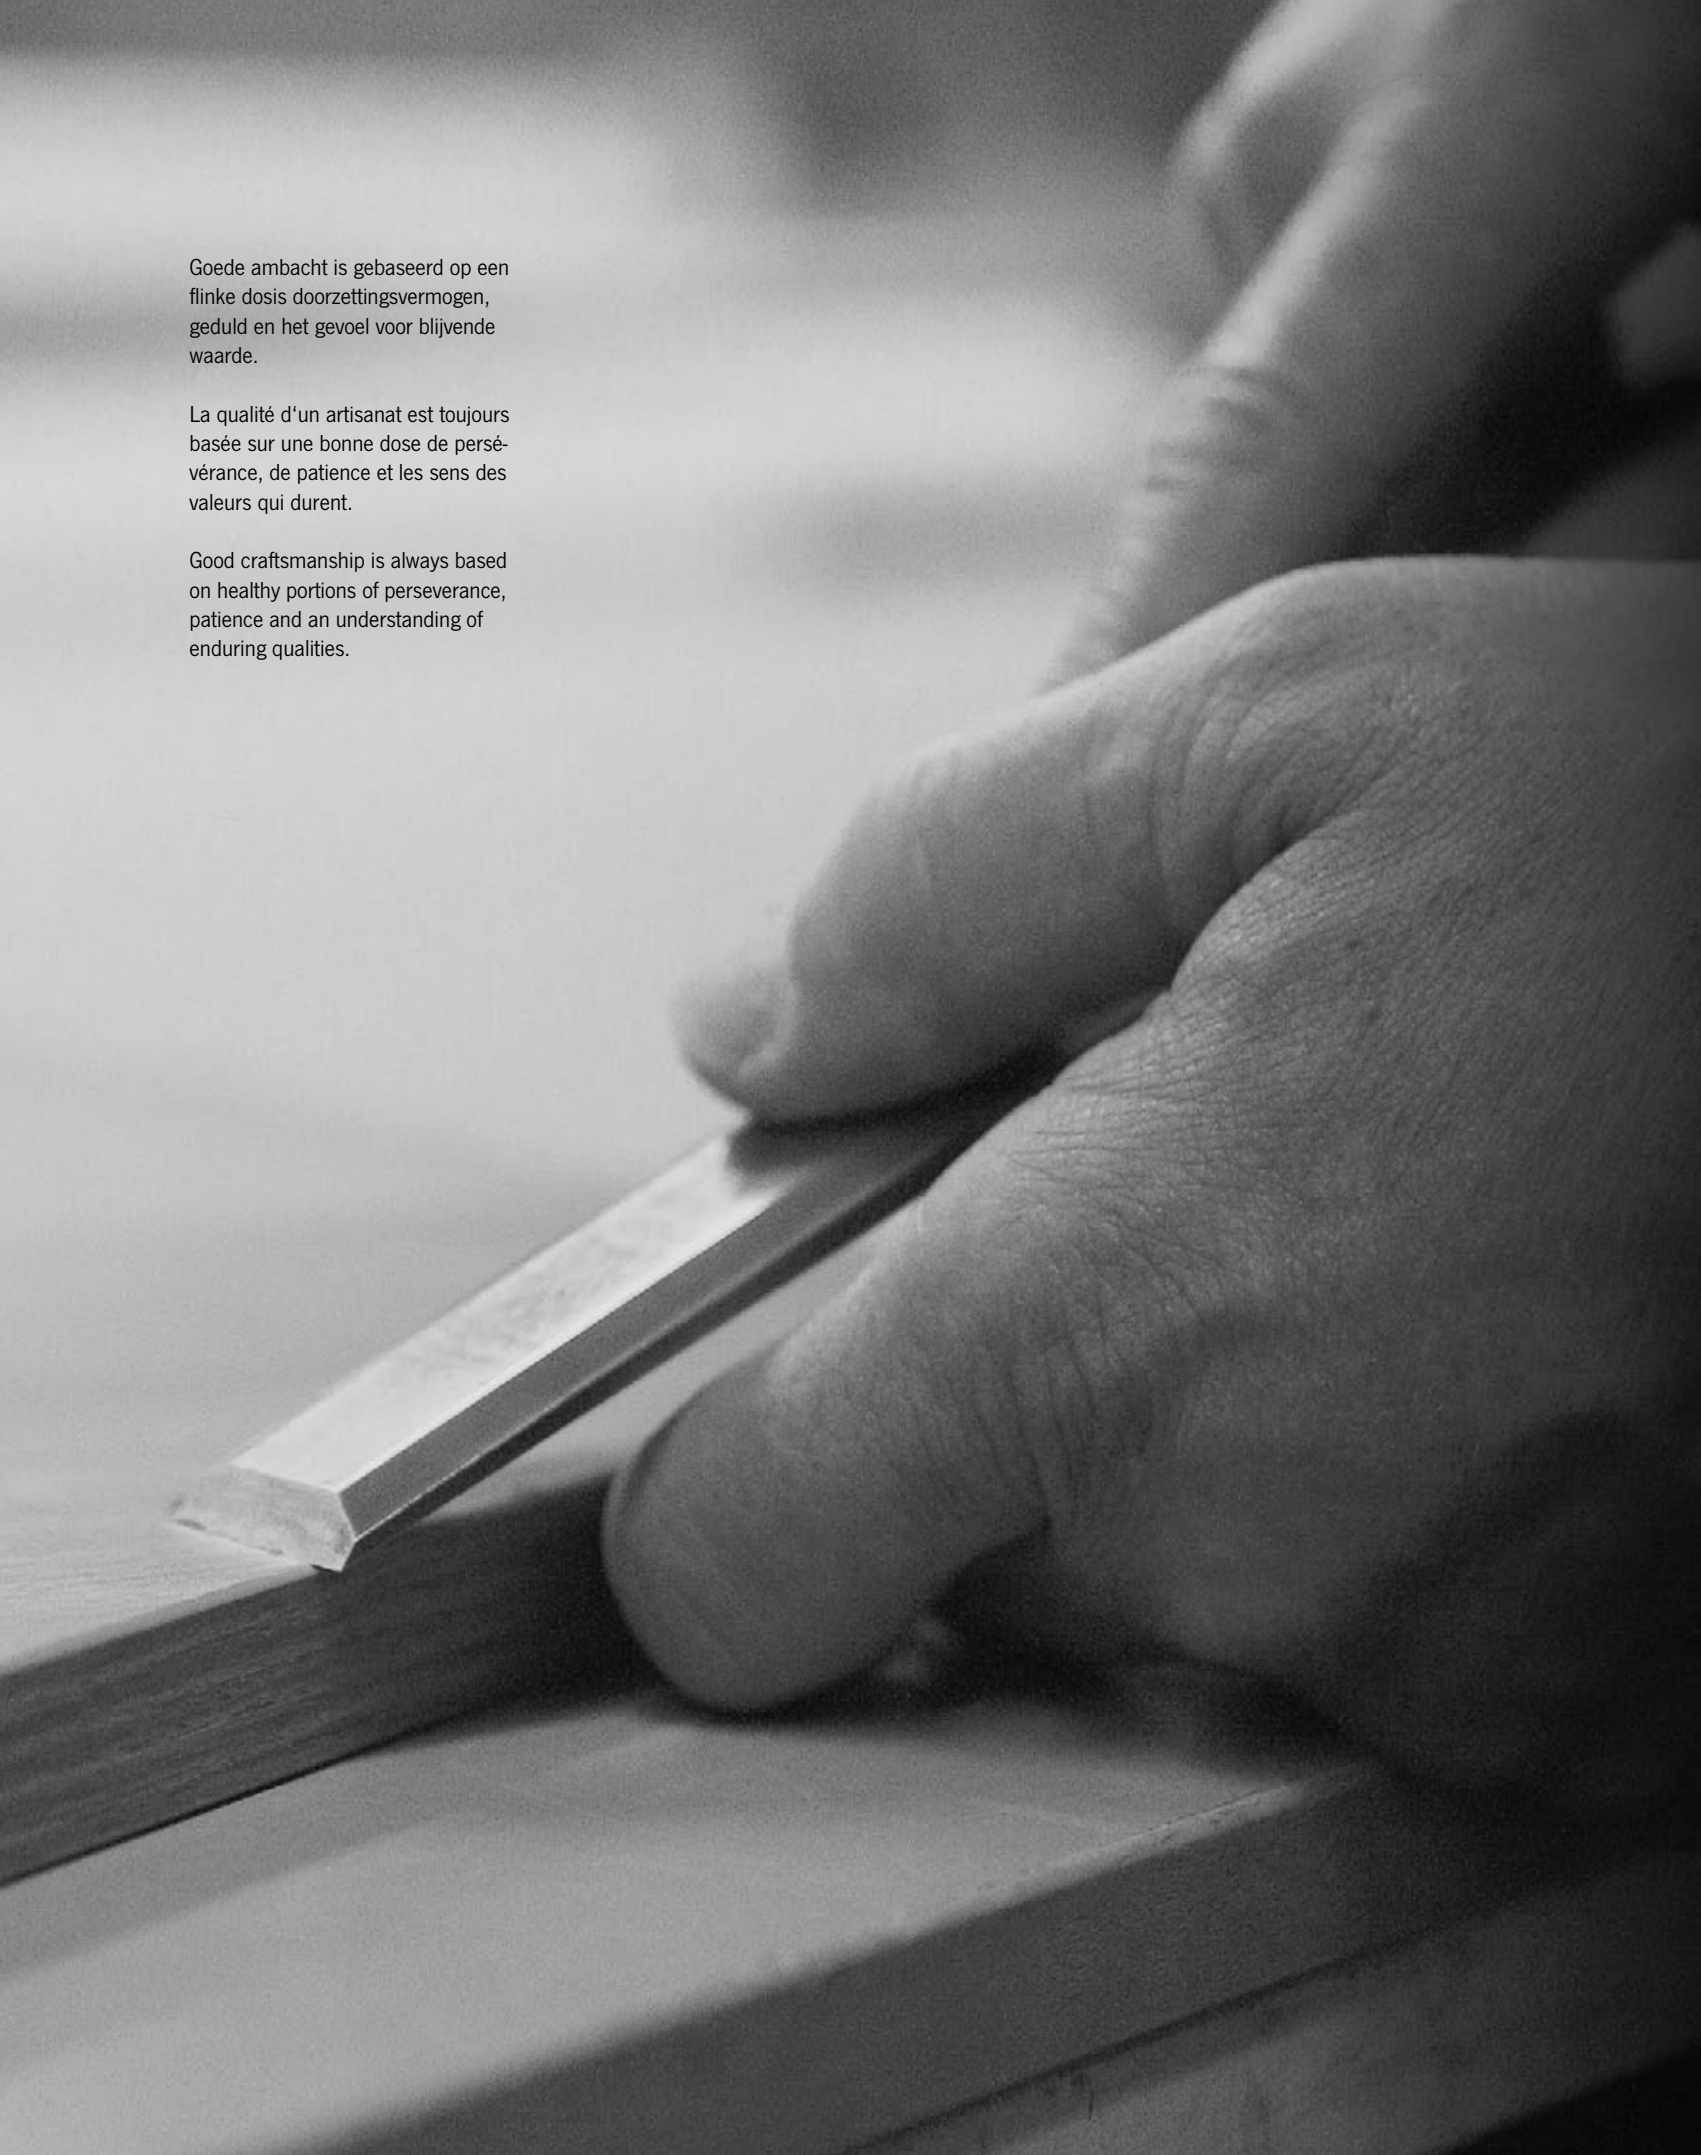 Goede ambacht is gebaseerd op een
flinke dosis doorzettingsvermogen,
geduld en het gevoel voor blijvende
waarde.
La qualité d‘un artisanat est toujours
basée sur une bonne dose de persé-
vérance, de patience et les sens des
valeurs qui durent.
Good craftsmanship is always based
on healthy portions of perseverance,
patience and an understanding of
enduring qualities.